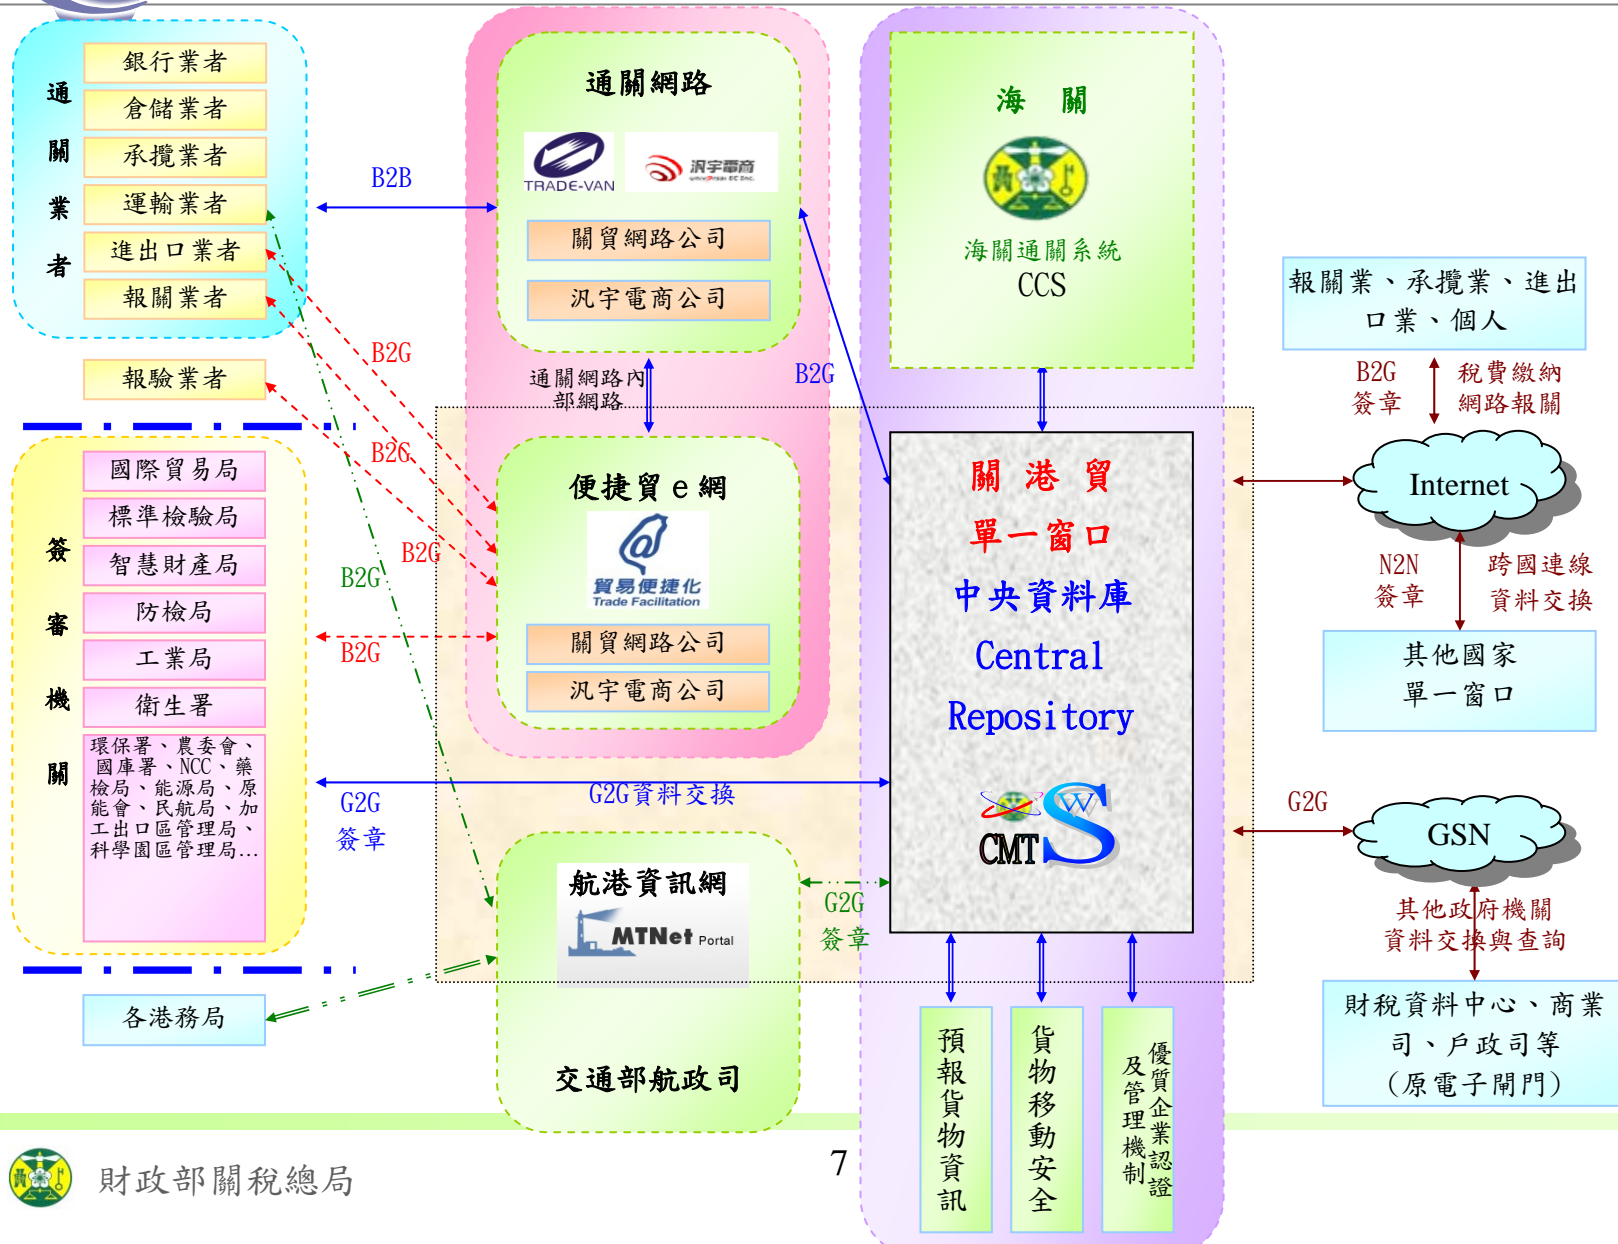 通
關
業
者
銀行業者
倉儲業者
承攬業者
運輸業者
進出口業者
報關業者
報驗業者
簽
審
機
關
國際貿易局
標準檢驗局
智慧財產局
防檢局
工業局
衛生署
環保署、農委會、
國庫署、NCC、藥
檢局、能源局、原
能會、民航局、加
工出口區管理局、
科學園區管理局…
各港務局
B2B
B2G
B2G
B2G
B2G
B2G
G2G
簽章
G2G資料交換
通關網路
TRADE-VAN
汎宇電商
UniversaI EC Inc.
關貿網路公司
汎宇電商公司
通關網路內
部網路
B2G
便捷貿e網
貿易便捷化
Trade Facilitation
關貿網路公司
汎宇電商公司
航港資訊網
MTNet Portal
交通部航政司
G2G
簽章
海 關
海關通關系統
CCS
關 港 貿
單一窗口
中央資料庫
Central
Repository
CMT
SW
預報貨物資訊
貨物移動安全
優質企業認證
及管理機制
報關業、承攬業、進出
口業、個人
B2G
簽章
稅費繳納
網路報關
Internet
N2N
簽章
跨國連線
資料交換
其他國家
單一窗口
G2G
GSN
其他政府機關
資料交換與查詢
財稅資料中心、商業
司、戶政司等
(原電子閘門)
財政部關稅總局
7